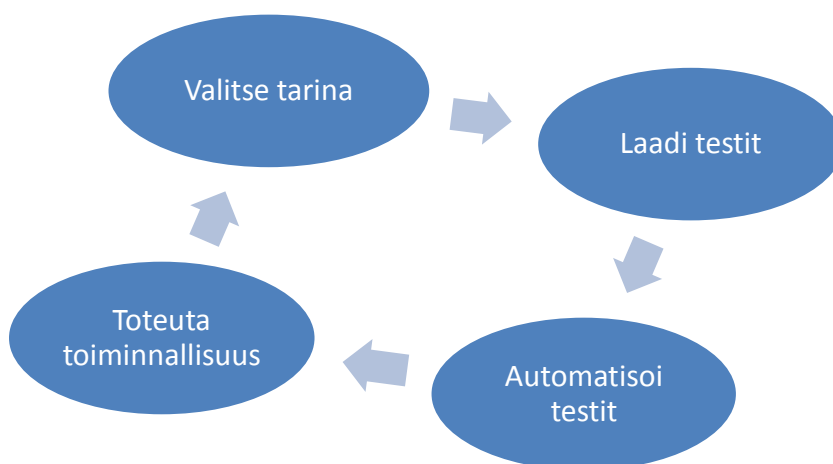 Valitse tarina
Laadi testit
Automatisoi
testit
Toteuta
toiminnallisuus